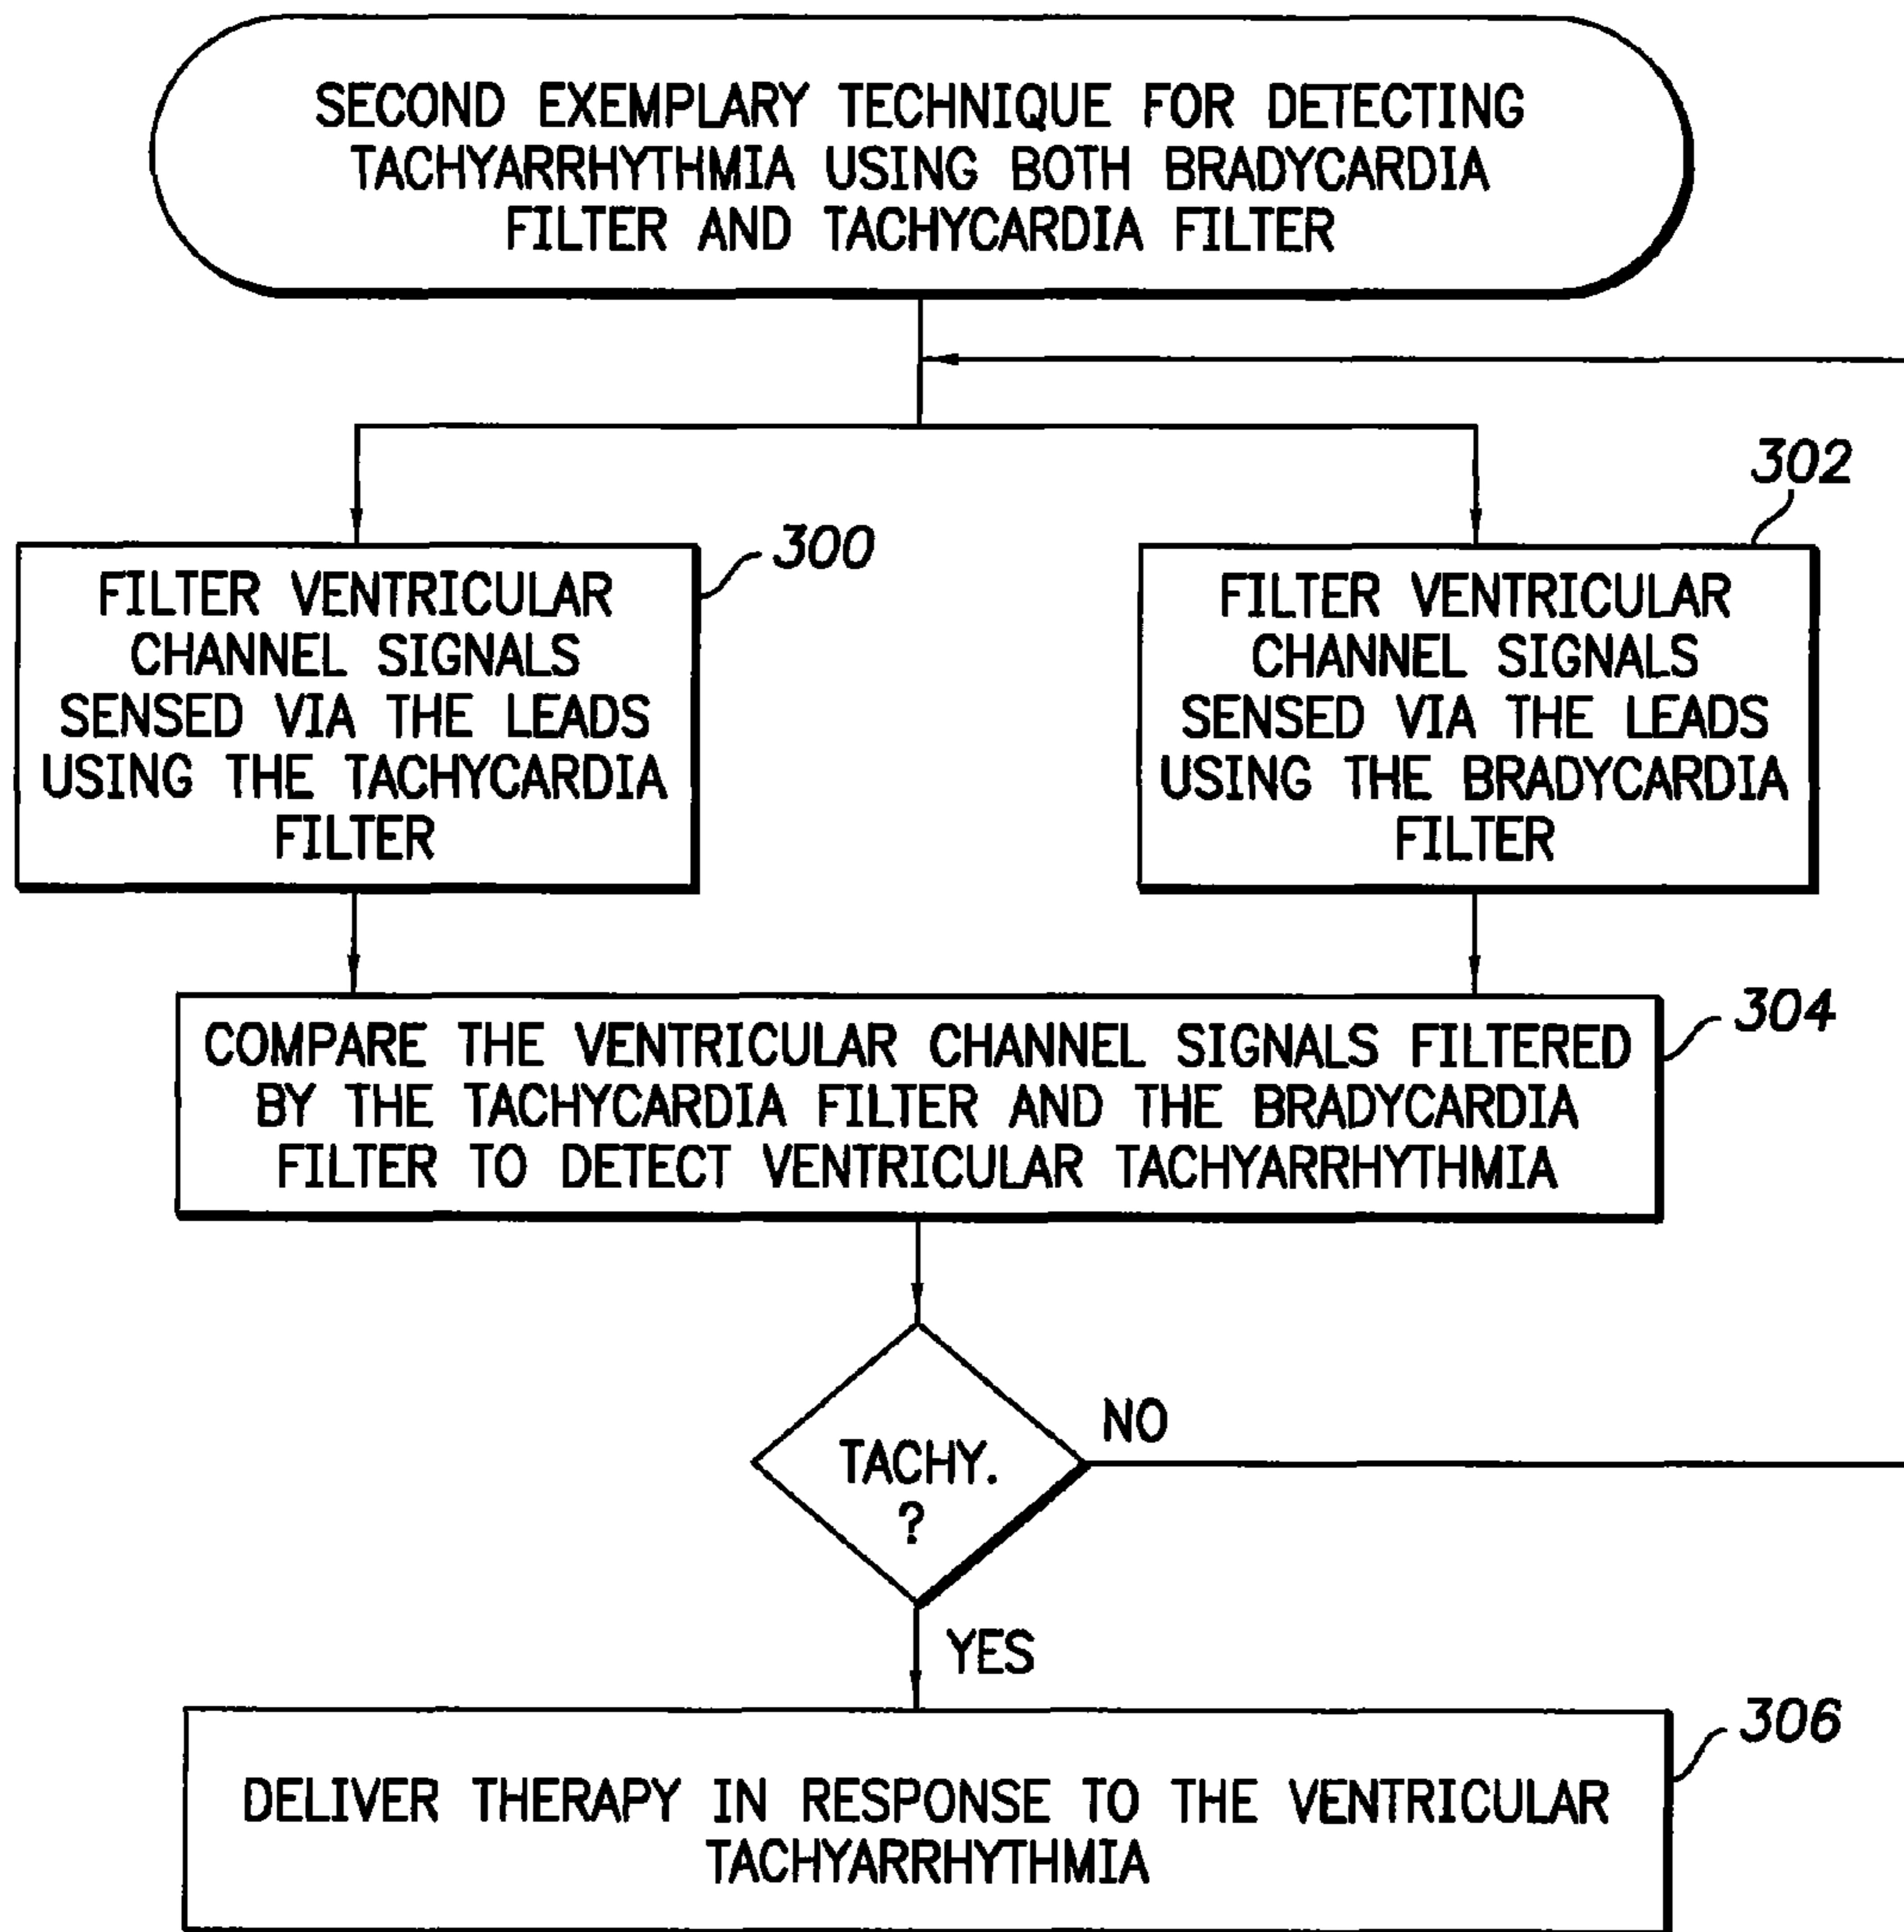 SECOND EXEMPLARY TECHNIQUE FOR DETECTING
TACHYARRHYTHMIA USING BOTH BRADYCARDIA
FILTER AND TACHYCARDIA FILTER
302
300
FILTER VENTRICULAR
CHANNEL SIGNALS
SENSED VIA THE LEADS
USING THE TACHYCARDIA
FILTER
FILTER VENTRICULAR
CHANNEL SIGNALS
SENSED VIA THE LEADS
USING THE BRADYCARDIA
FILTER
304
COMPARE THE VENTRICULAR CHANNEL SIGNALS FILTERED
BY THE TACHYCARDIA FILTER AND THE BRADYCARDIA
FILTER TO DETECT VENTRICULAR TACHYARRHYTHMIA
NO
TACHY.
?
YES
306
DELIVER THERAPY IN RESPONSE TO THE VENTRICULAR
TACHYARRHYTHMIA